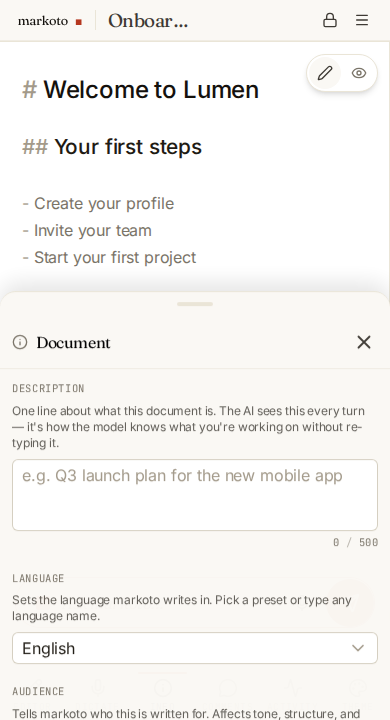 markoto
Onboar...
# Welcome to Lumen
## Your first steps
- Create your profile
- Invite your team
- Start your first project
Document
DESCRIPTION
One line about what this document is. The AI sees this every turn
— it's how the model knows what you're working on without re-
typing it.
e.g. Q3 launch plan for the new mobile app
0 / 500
LANGUAGE
Sets the language markoto writes in. Pick a preset or type any
language name.
English
AUDIENCE
Tells markoto who this is written for. Affects tone, structure, and